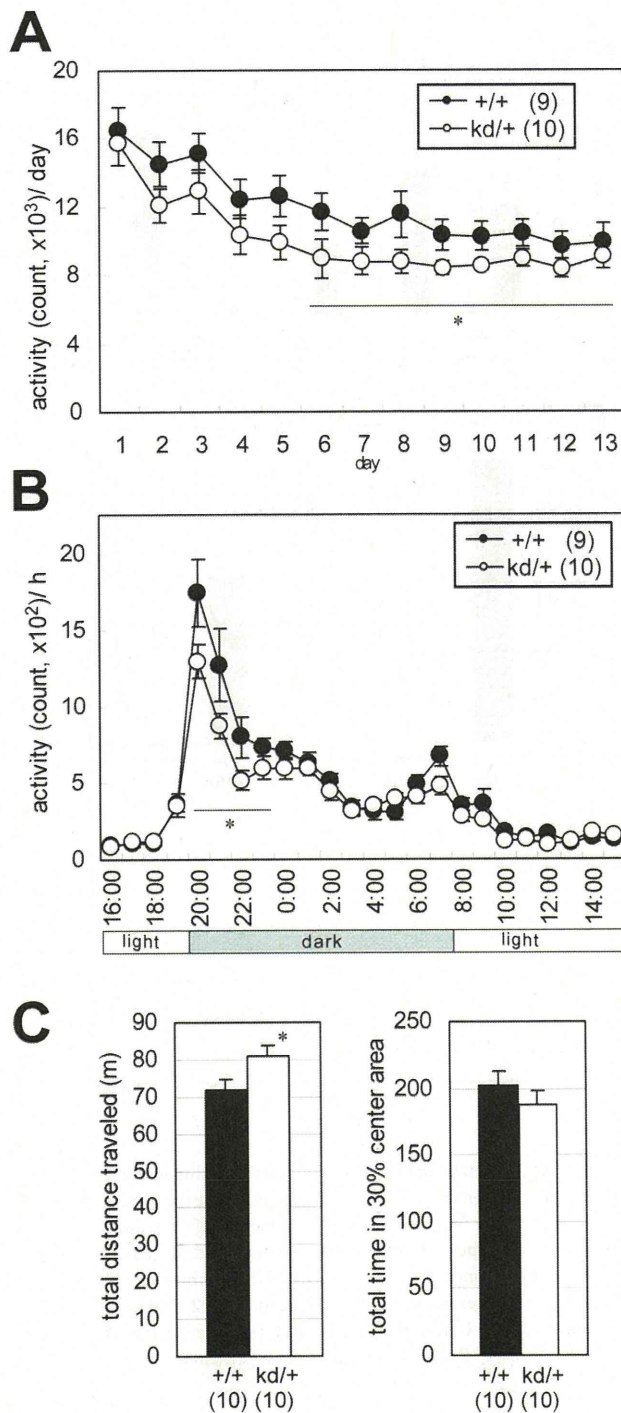 A
20
16
12
8
4
0
activity (count, x10³)/ day
+/+ (9)
kd/+ (10)
*
1 2 3 4 5 6 7 8 9 10 11 12 13
day
B
20
15
10
5
0
activity (count, x10²)/ h
+/+ (9)
kd/+ (10)
*
16:00 18:00 20:00 22:00 0:00 2:00 4:00 6:00 8:00 10:00 12:00 14:00
light dark light
C
90
80
70
60
50
40
30
20
10
0
total distance traveled (m)
*
+/+ kd/+
(10) (10)
250
200
150
100
50
0
total time in 30% center area
+/+ kd/+
(10) (10)